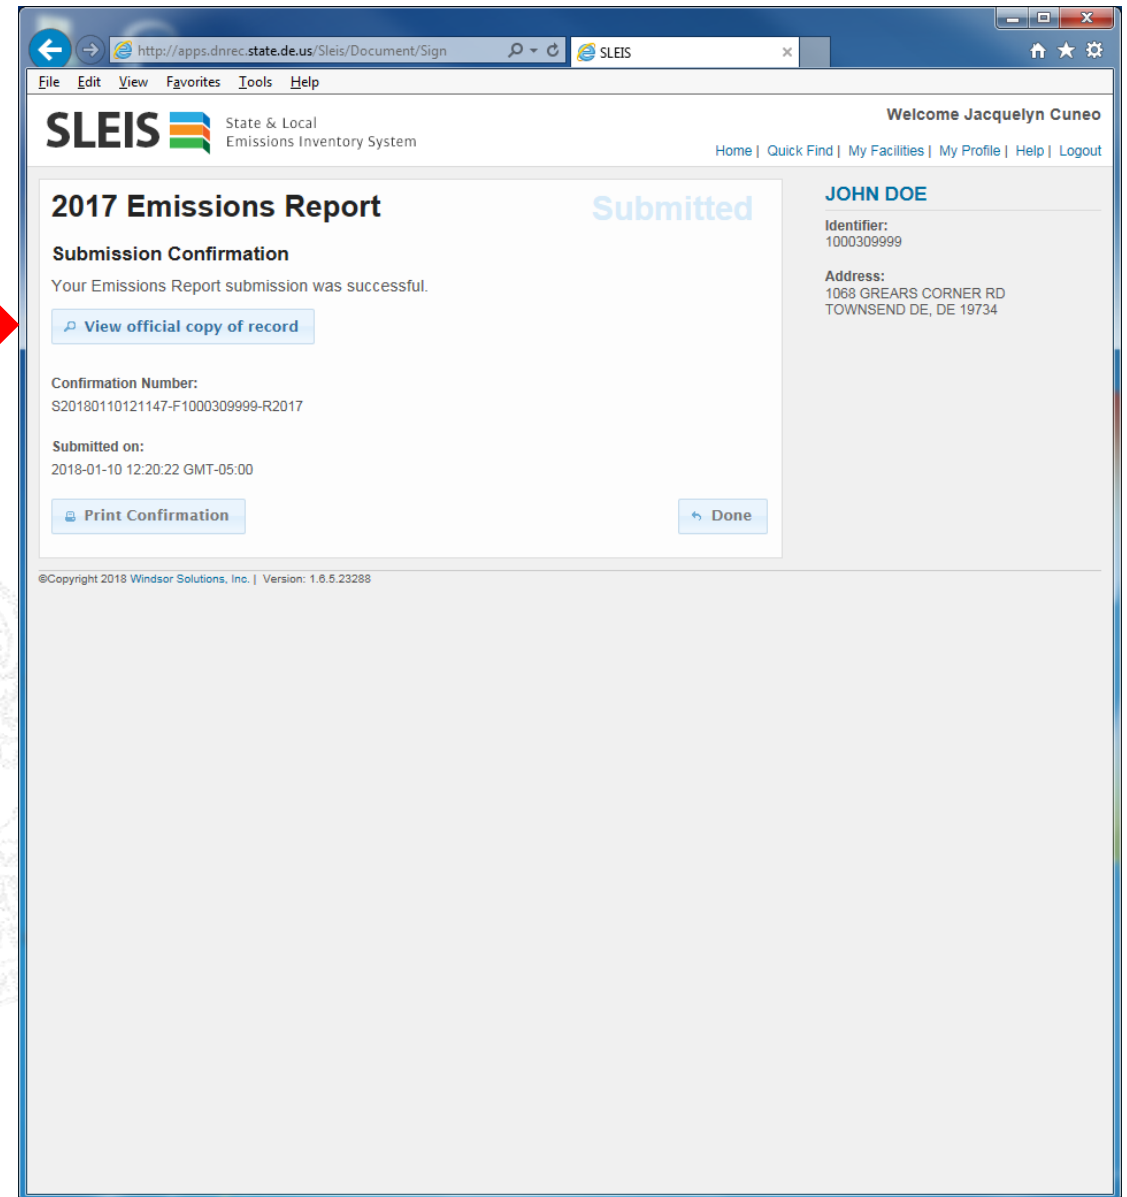 http://apps.dnrec.state.de.us/Sleis/Document/Sign
SLEIS
File Edit View Favorites Tools Help
SLEIS
State & Local
Emissions Inventory System
Welcome Jacquelyn Cuneo
Home | Quick Find | My Facilities | My Profile | Help | Logout
2017 Emissions Report
Submitted
Submission Confirmation
Your Emissions Report submission was successful.
View official copy of record
Confirmation Number:
S20180110121147-F1000309999-R2017
Submitted on:
2018-01-10 12:20:22 GMT-05:00
Print Confirmation
Done
JOHN DOE
Identifier:
1000309999
Address:
1068 GREARS CORNER RD
TOWNSEND DE, DE 19734
©Copyright 2018 Windsor Solutions, Inc. | Version: 1.6.5.23288